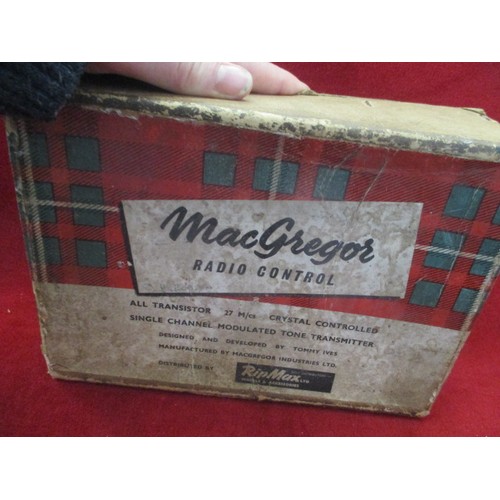 MacGregor
RADIO CONTROL
ALL TRANSISTOR 27 M/cs CRYSTAL CONTROLLED
SINGLE CHANNEL MODULATED TONE TRANSMITTER
DESIGNED AND DEVELOPED BY TOMMY IVES
MANUFACTURED BY MACGREGOR INDUSTRIES LTD.
DISTRIBUTED BY RipMax LTD.